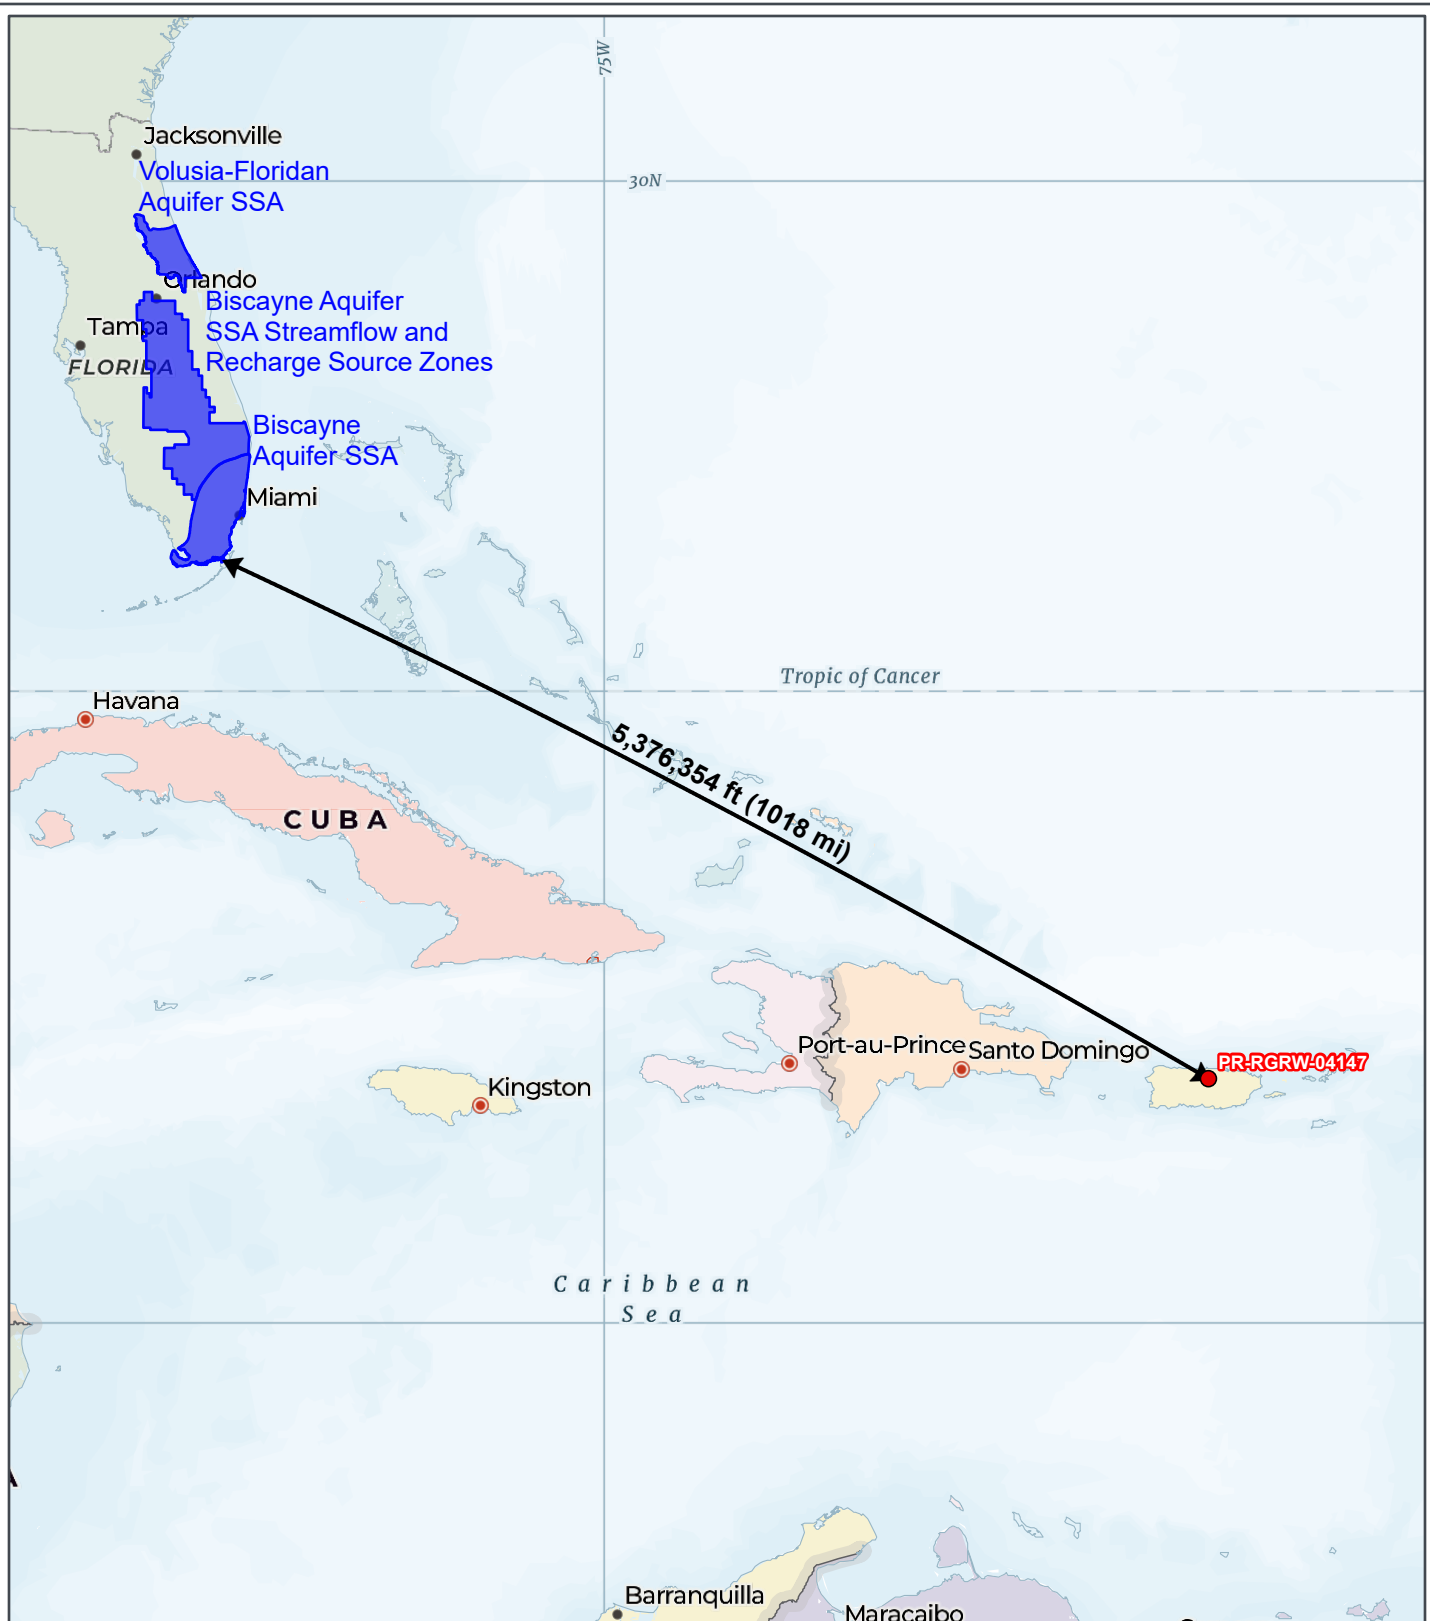 75W
Jacksonville
Volusia-Floridan
Aquifer SSA
30N
Orlando
Biscayne Aquifer
SSA Streamflow and
Recharge Source Zones
Tampa
FLORIDA
Biscayne
Aquifer SSA
Miami
Tropic of Cancer
Havana
5,376,354 ft (1018 mi)
CUBA
Port-au-Prince
Santo Domingo
PR-RGRW-04147
Kingston
Caribbean
Sea
Barranquilla
Maracaibo